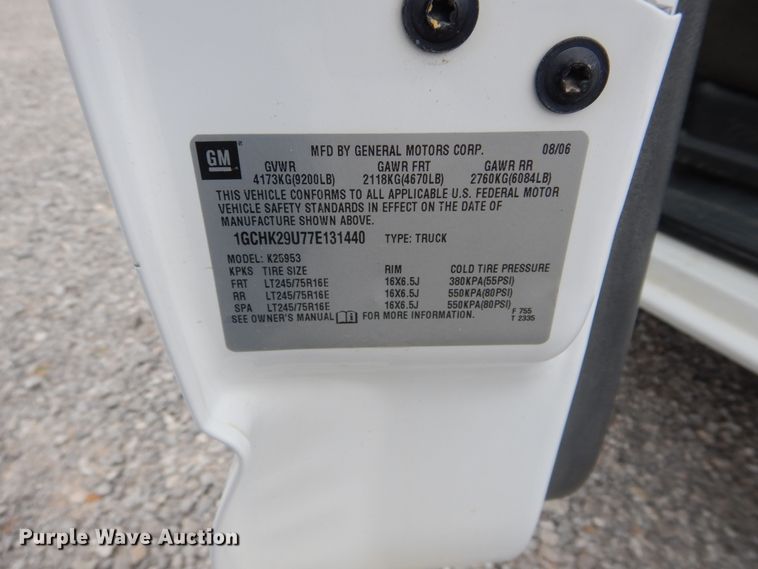 GM MFD BY GENERAL MOTORS CORP. 08/06
GVWR GAWR FRT GAWR RR
4173KG(9200LB) 2118KG(4670LB) 2760KG(6084LB)
THIS VEHICLE CONFORMS TO ALL APPLICABLE U.S. FEDERAL MOTOR
VEHICLE SAFETY STANDARDS IN EFFECT ON THE DATE OF
MANUFACTURE SHOWN ABOVE.
1GCHK29U77E131440 TYPE: TRUCK
MODEL: K25953
KPKS TIRE SIZE RIM COLD TIRE PRESSURE
FRT LT245/75R16E 16X6.5J 380KPA(55PSI)
RR LT245/75R16E 16X6.5J 550KPA(80PSI)
SPA LT245/75R16E 16X6.5J 550KPA(80PSI)
F 755
SEE OWNER'S MANUAL FOR MORE INFORMATION. T 2335
Purple Wave Auction